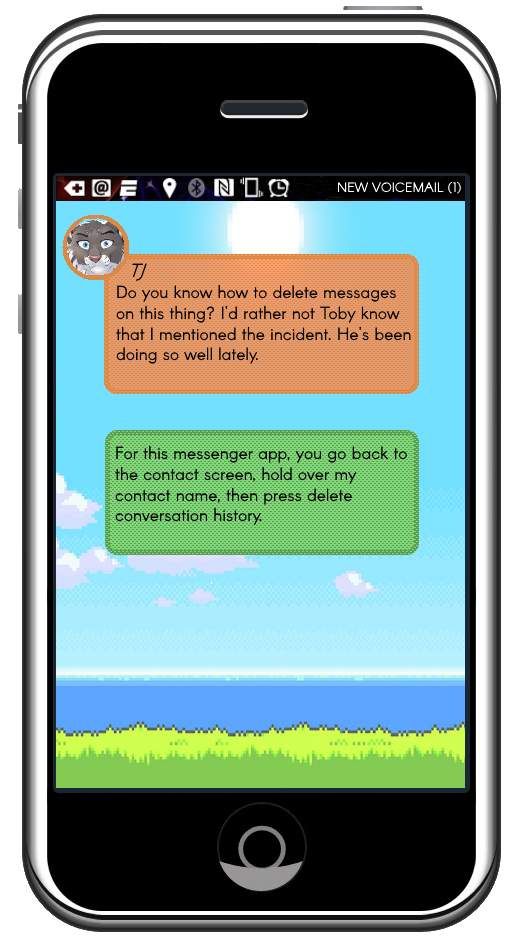 NEW VOICEMAIL (1)
TJ
Do you know how to delete messages
on this thing? I'd rather not Toby know
that I mentioned the incident. He's been
doing so well lately.
For this messenger app, you go back to
the contact screen, hold over my
contact name, then press delete
conversation history.